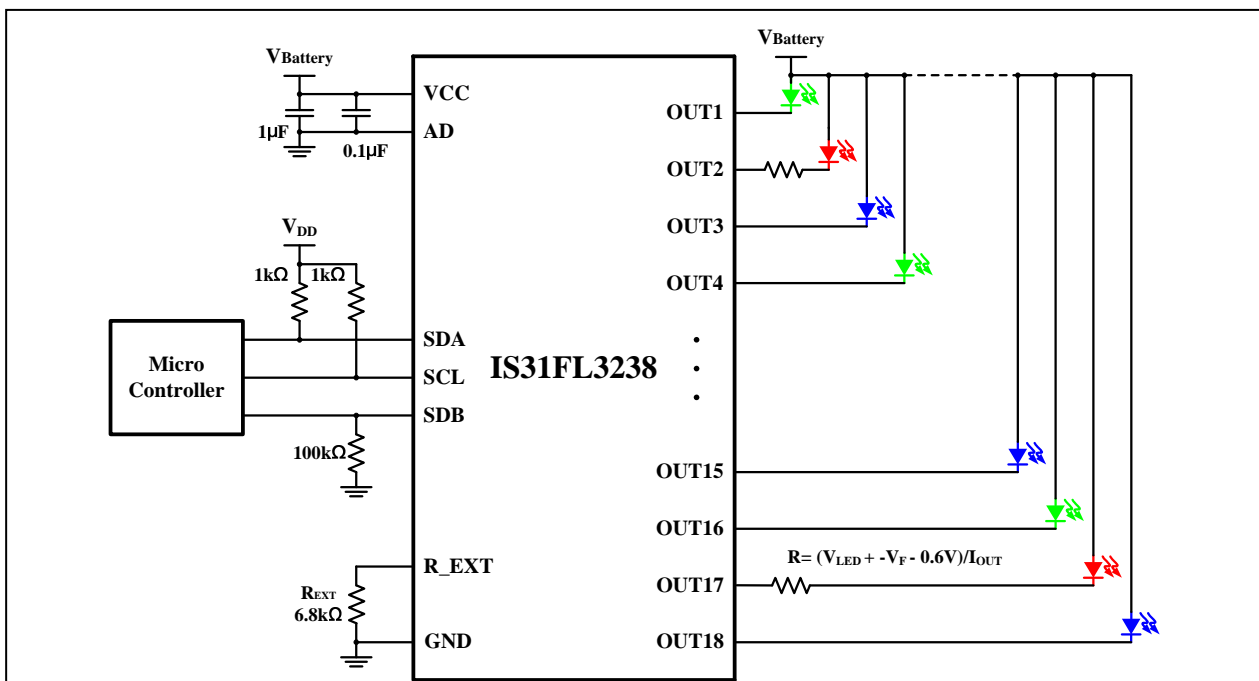 VBattery
VCC
1μF
AD
0.1μF
VDD
1kΩ 1kΩ
Micro
Controller
SDA
SCL
SDB
100kΩ
R_EXT
REXT
6.8kΩ
GND
IS31FL3238
VBattery
OUT1
OUT2
OUT3
OUT4
OUT15
OUT16
R= (VLED + -VF - 0.6V)/IOUT
OUT17
OUT18